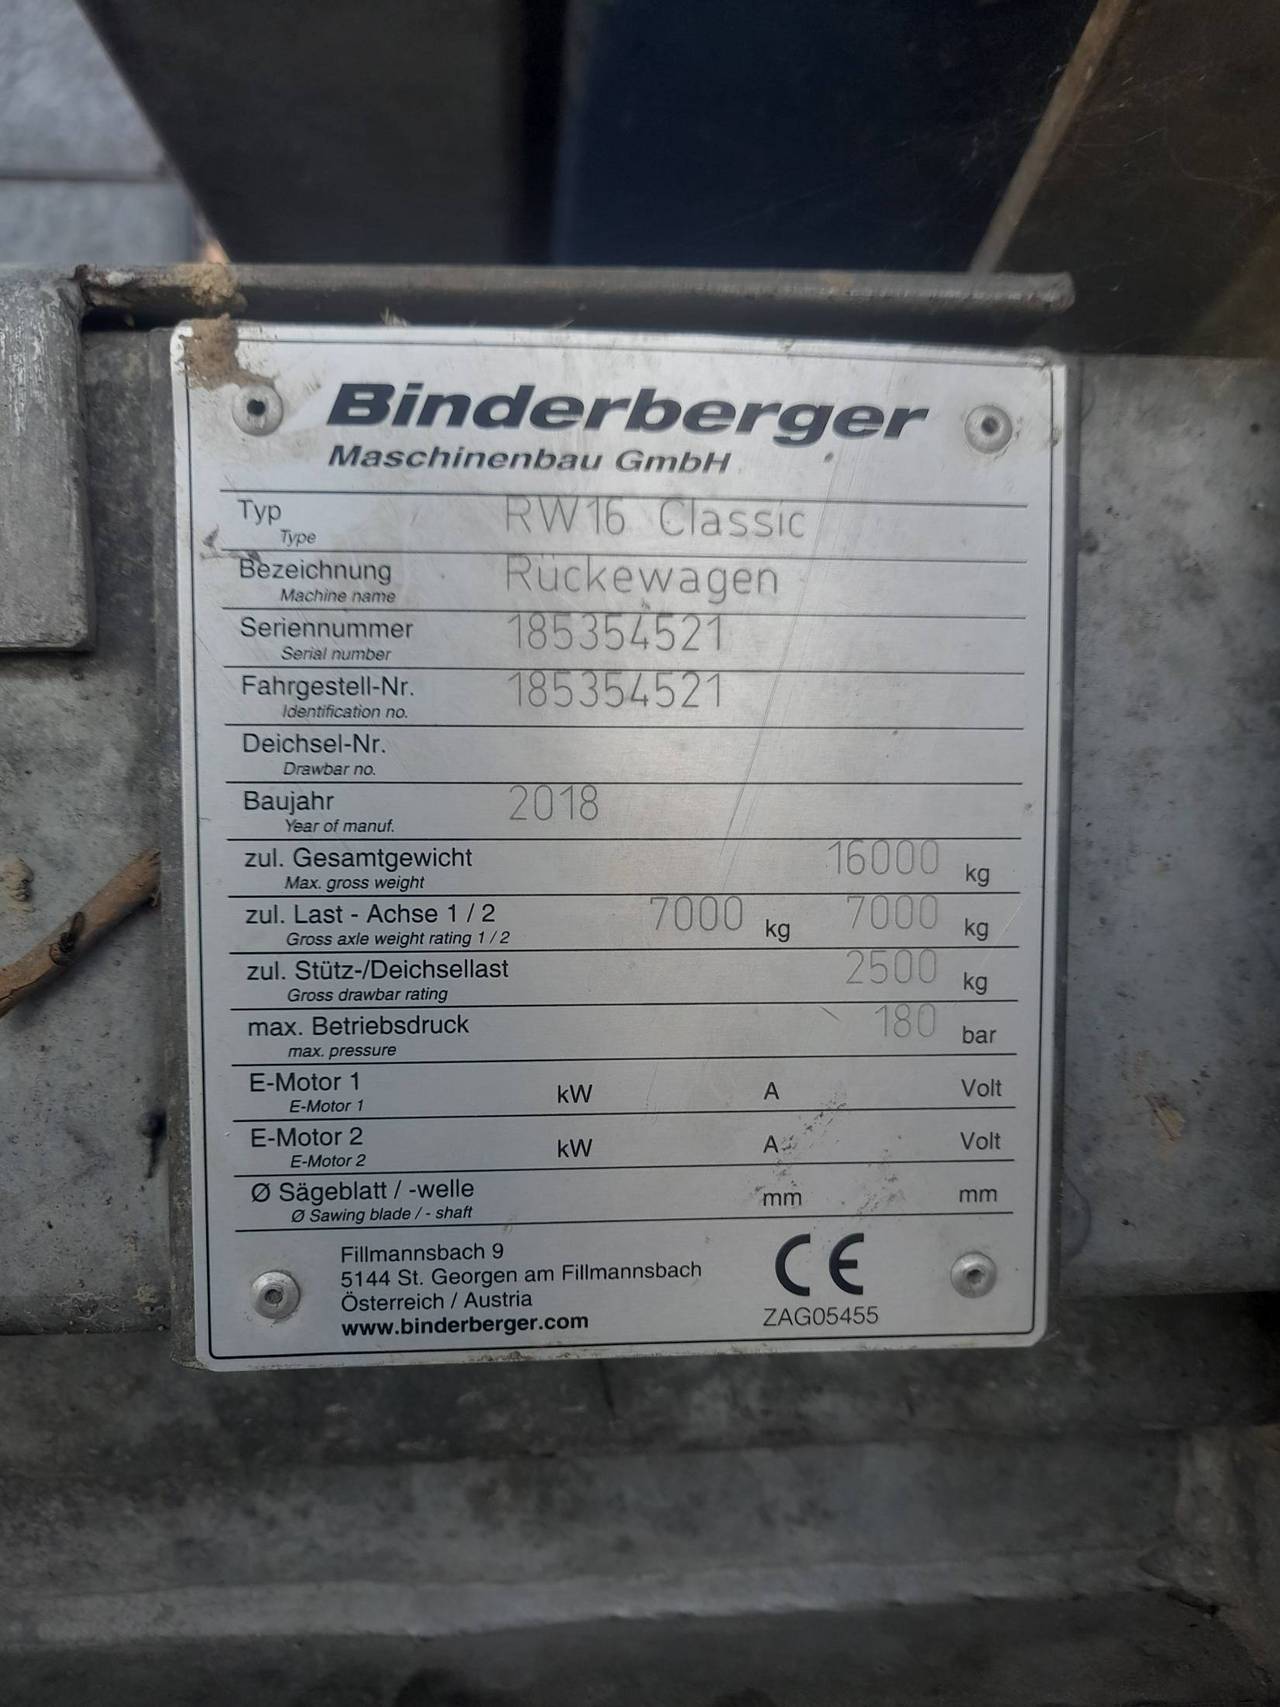 Binderberger
Maschinenbau GmbH
Typ RW16 Classic
Type
Bezeichnung Rückewagen
Machine name
Seriennummer 185354521
Serial number
Fahrgestell-Nr. 185354521
Identification no.
Deichsel-Nr.
Drawbar no.
Baujahr 2018
Year of manuf.
zul. Gesamtgewicht 16000 kg
Max. gross weight
zul. Last - Achse 1 / 2 7000 kg 7000 kg
Gross axle weight rating 1 / 2
zul. Stütz-/Deichsellast 2500 kg
Gross drawbar rating
max. Betriebsdruck 180 bar
max. pressure
E-Motor 1 kW A Volt
E-Motor 1
E-Motor 2 kW A Volt
E-Motor 2
Ø Sägeblatt / -welle mm mm
Ø Sawing blade / - shaft
Fillmannsbach 9
5144 St. Georgen am Fillmannsbach
Österreich / Austria
www.binderberger.com
CE
ZAG05455